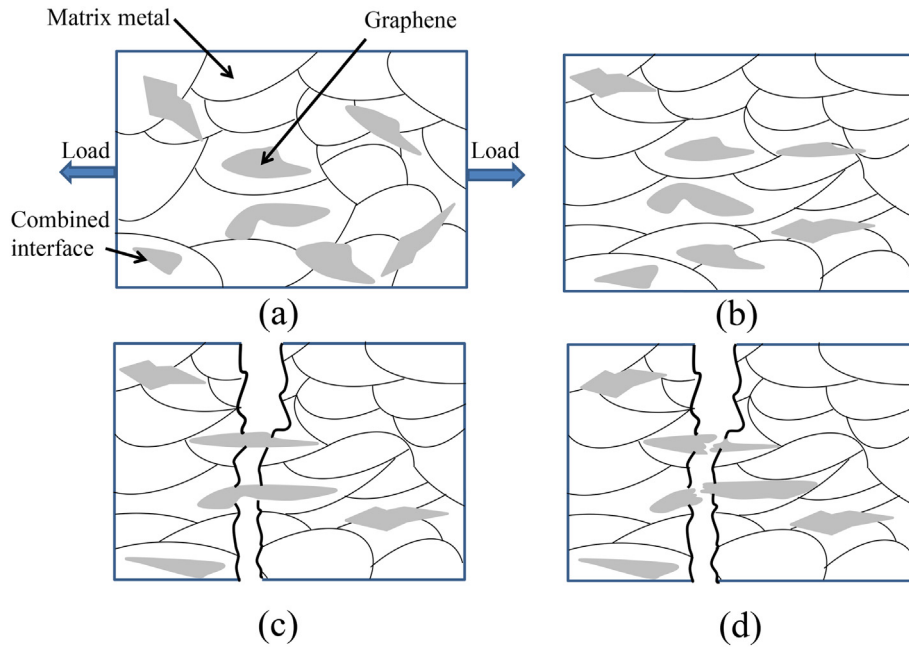 Matrix metal
Graphene
Load
Load
Combined
interface
(a)
(b)
(c)
(d)